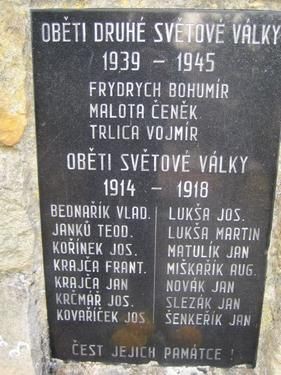 OBĚTI DRUHÉ SVĚTOVÉ VÁLKY
1939 – 1945
FRYDRYCH BOHUMÍR
MALOTA ČENĚK
TRLICA VOJMÍR
OBĚTI SVĚTOVÉ VÁLKY
1914 – 1918
BEDNAŘÍK VLAD.
JANKŮ TEOD.
KOŘÍNEK JOS.
KRAJČA FRANT.
KRAJČA JAN
KRČMÁŘ JOS.
KOVAŘÍČEK JOS
LUKŠA JOS.
LUKŠA MARTIN
MATULÍK JAN
MIŠKAŘÍK AUG.
NOVÁK JAN
SLEZÁK JAN
ŠENKEŘÍK JAN
ČEST JEJICH PAMÁTCE !